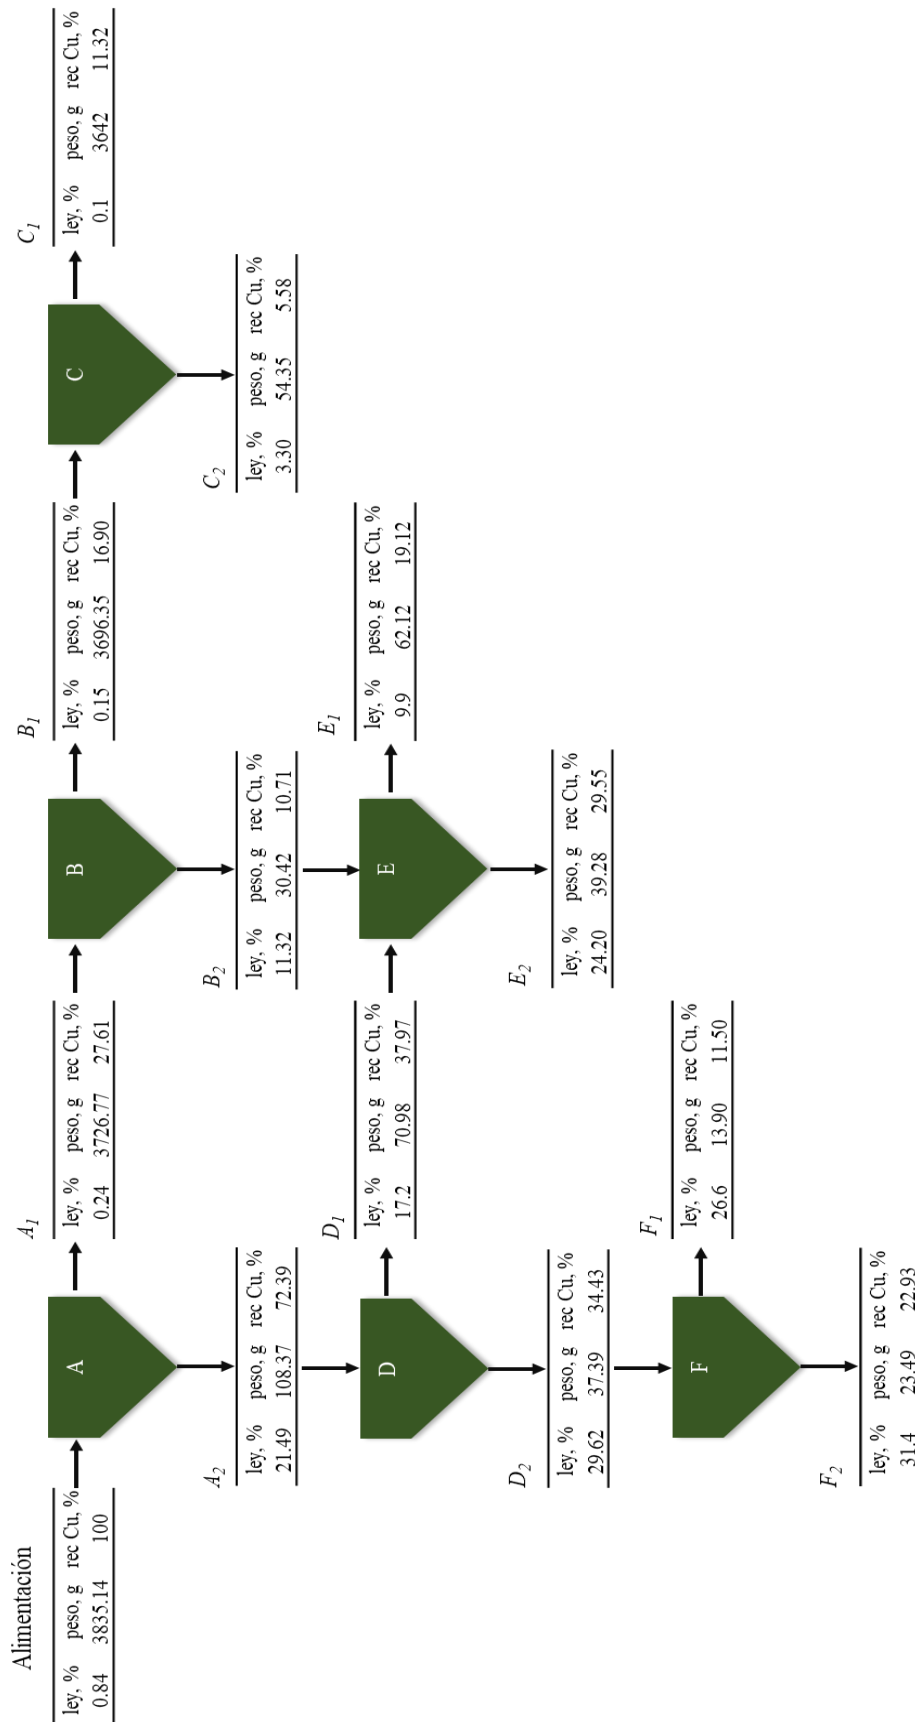 Alimentación
ley, % peso, g rec Cu, %
0.84 3835.14 100
A
A1
ley, % peso, g rec Cu, %
0.24 3726.77 27.61
B
B1
ley, % peso, g rec Cu, %
0.15 3696.35 16.90
C
C1
ley, % peso, g rec Cu, %
0.1 3642 11.32
A2
ley, % peso, g rec Cu, %
21.49 108.37 72.39
B2
ley, % peso, g rec Cu, %
11.32 30.42 10.71
C2
ley, % peso, g rec Cu, %
3.30 54.35 5.58
D
D1
ley, % peso, g rec Cu, %
17.2 70.98 37.97
E
E1
ley, % peso, g rec Cu, %
9.9 62.12 19.12
D2
ley, % peso, g rec Cu, %
29.62 37.39 34.43
E2
ley, % peso, g rec Cu, %
24.20 39.28 29.55
F
F1
ley, % peso, g rec Cu, %
26.6 13.90 11.50
F2
ley, % peso, g rec Cu, %
31.4 23.49 22.93